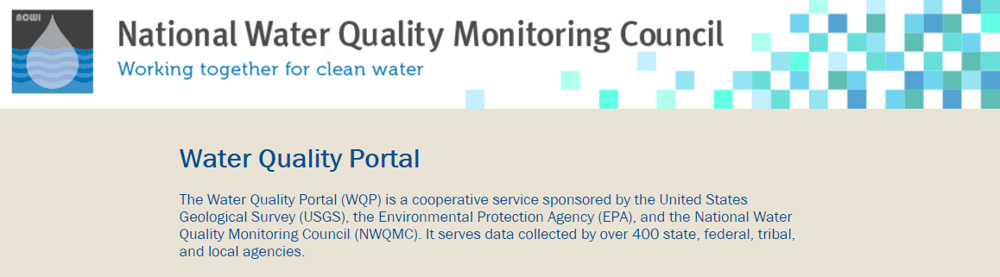 ACWI
National Water Quality Monitoring Council
Working together for clean water
Water Quality Portal
The Water Quality Portal (WQP) is a cooperative service sponsored by the United States
Geological Survey (USGS), the Environmental Protection Agency (EPA), and the National Water
Quality Monitoring Council (NWQMC). It serves data collected by over 400 state, federal, tribal,
and local agencies.